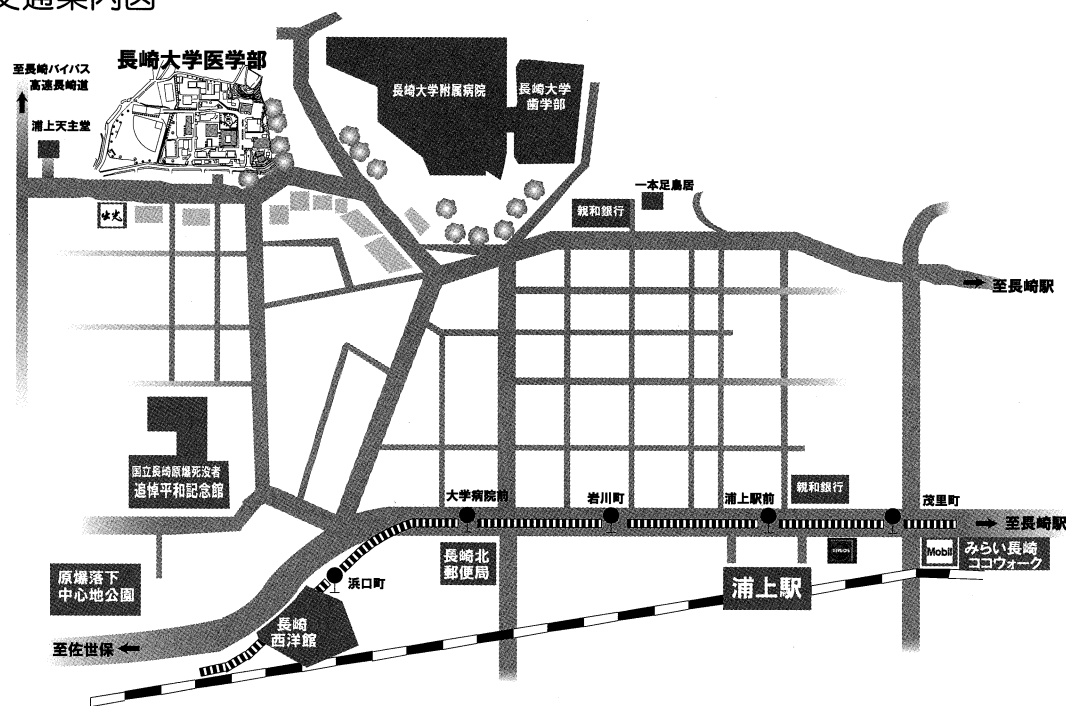 交通案内図
長崎大学医学部
至長崎バイパス
高速長崎道
浦上天主堂
長崎大学附属病院
長崎大学
歯学部
一本足鳥居
親和銀行
至長崎駅
国立長崎原爆死没者
追悼平和記念館
大学病院前
岩川町
浦上駅前
親和銀行
茂里町
至長崎駅
長崎北
郵便局
Mobil
みらい長崎
ココウォーク
原爆落下
中心地公園
浜口町
浦上駅
長崎
西洋館
至佐世保